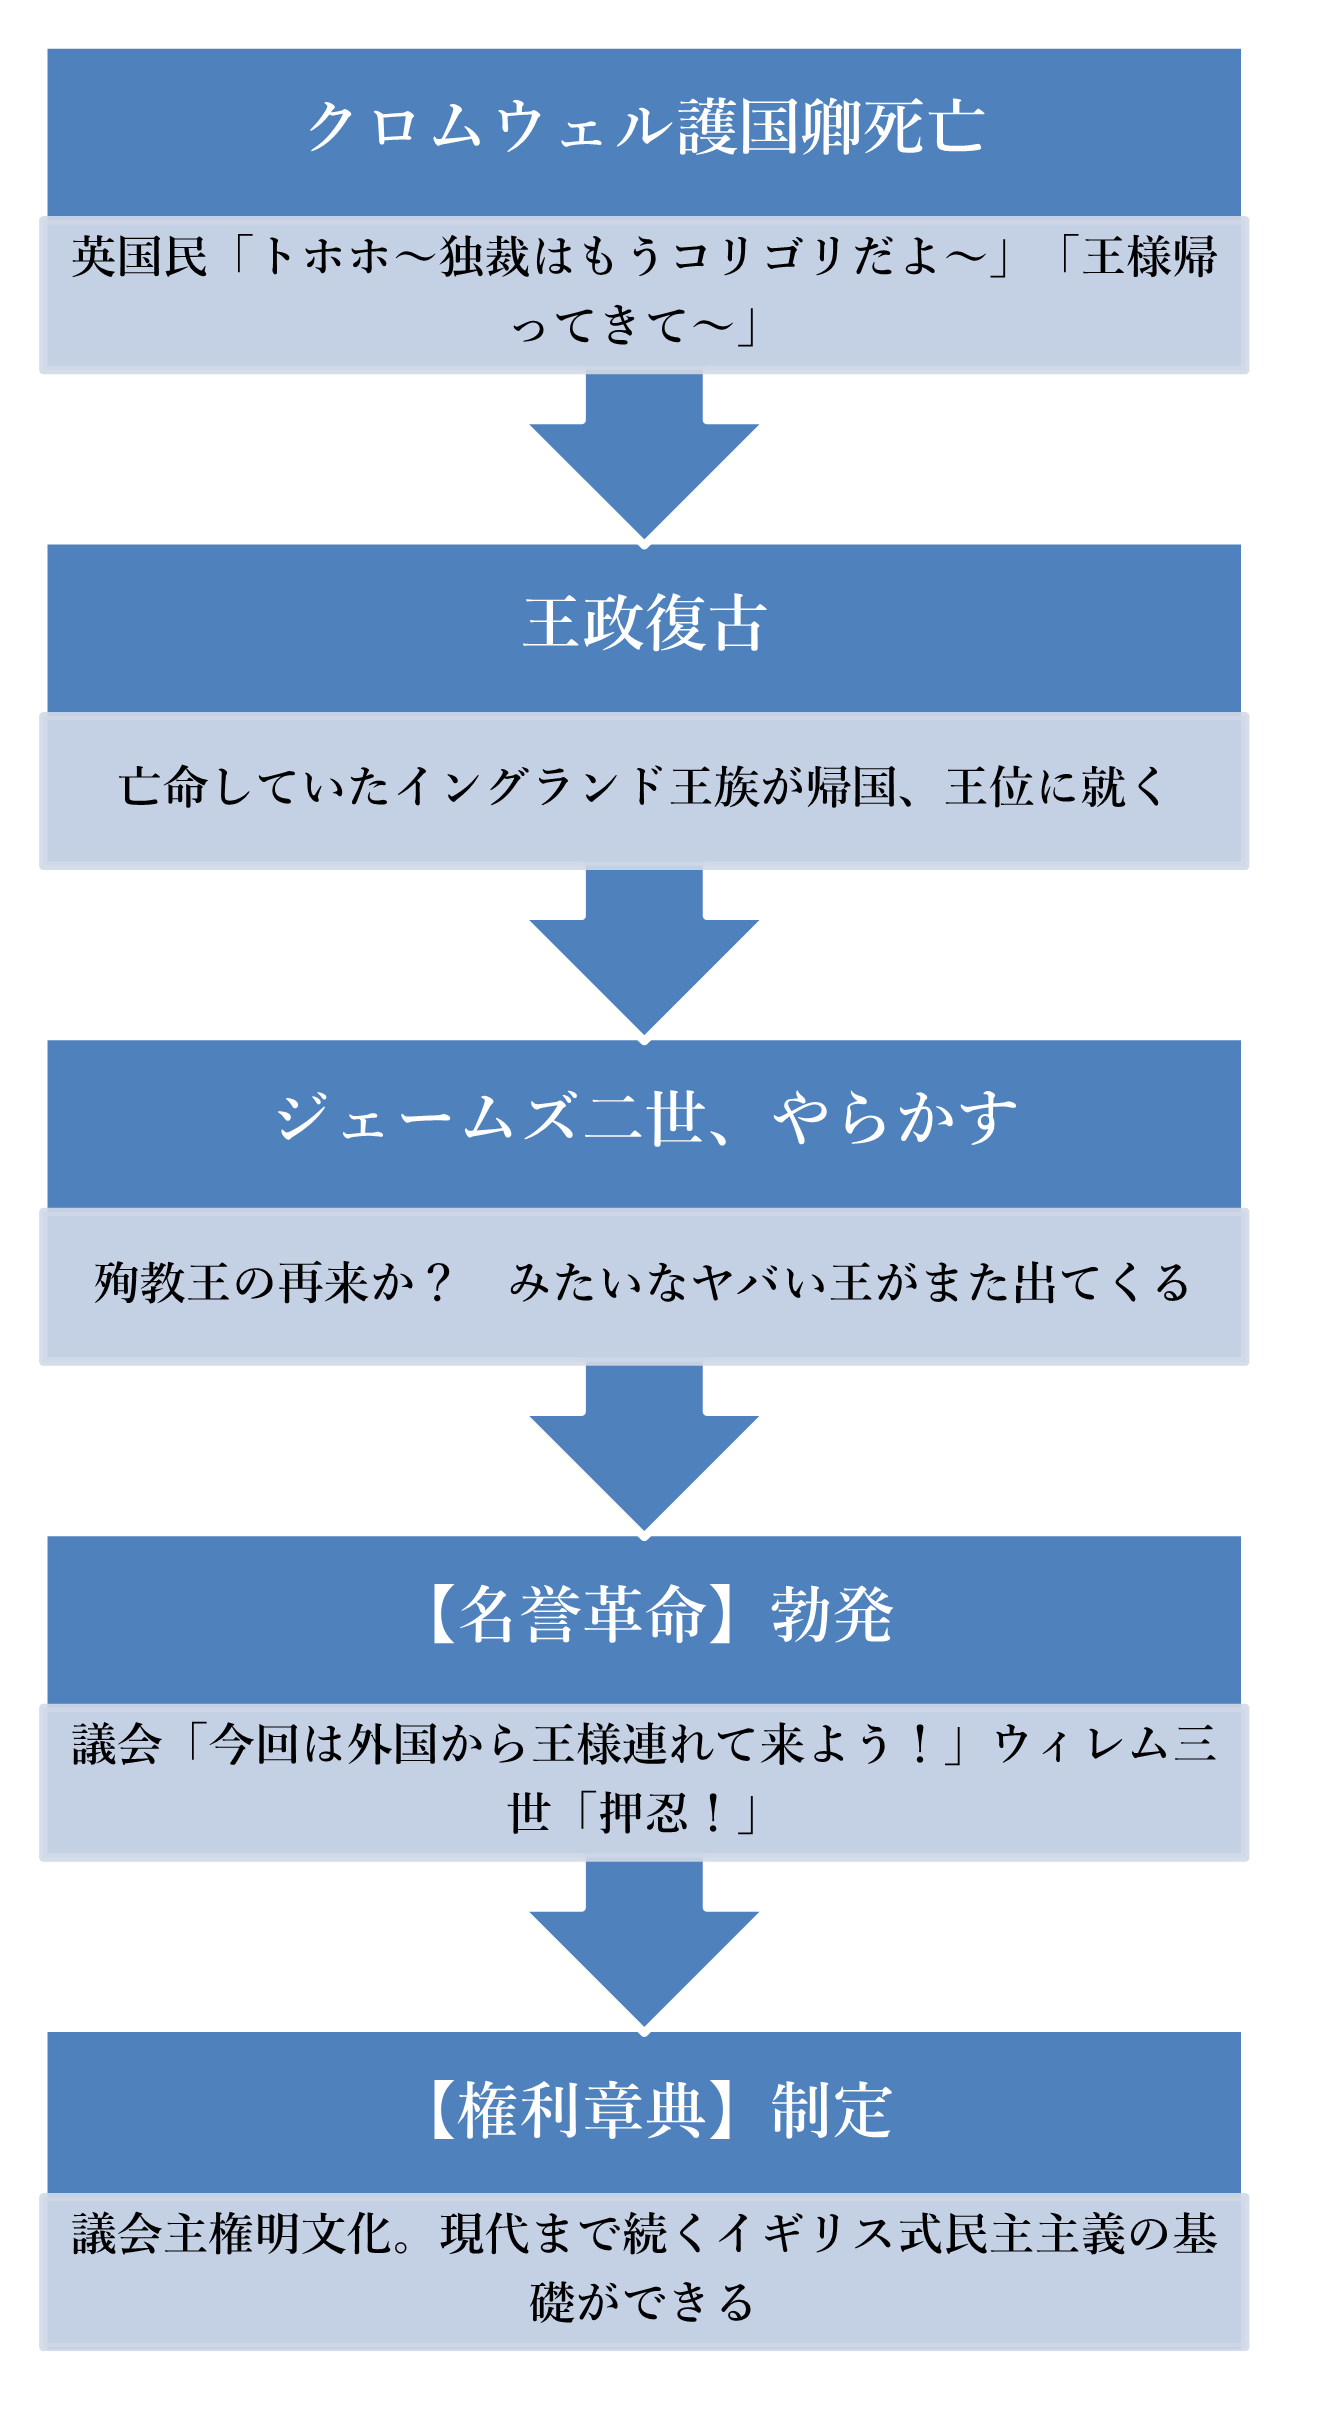 クロムウェル護国卿死亡
英国民「トホホ～独裁はもうコリゴリだよ～」「王様帰
ってきて～」
王政復古
亡命していたイングランド王族が帰国、王位に就く
ジェームズ二世、やらかす
殉教王の再来か？　みたいなヤバい王がまた出てくる
【名誉革命】勃発
議会「今回は外国から王様連れて来よう！」ウィレム三
世「押忍！」
【権利章典】制定
議会主権明文化。現代まで続くイギリス式民主主義の基
礎ができる